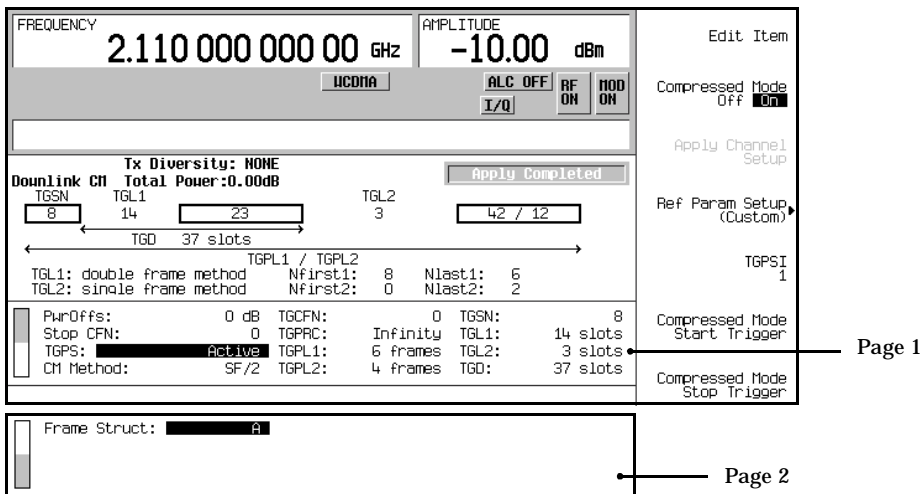 FREQUENCY
2.110 000 000 00 GHz
AMPLITUDE
-10.00 dBm
WCDMA
ALC OFF
I/Q
RF ON
MOD ON
Tx Diversity: NONE
Downlink CM Total Power:0.00dB
Apply Completed
TGSN TGL1 TGL2
8 14 23 3 42 / 12
TGD 37 slots
TGPL1 / TGPL2
TGL1: double frame method Nfirst1: 8 Nlast1: 6
TGL2: single frame method Nfirst2: 0 Nlast2: 2
PwrOffs: 0 dB TGCFN: 0 TGSN: 8
Stop CFN: 0 TGPRC: Infinity TGL1: 14 slots
TGPS: Active TGPL1: 6 frames TGL2: 3 slots
CM Method: SF/2 TGPL2: 4 frames TGD: 37 slots
Edit Item
Compressed Mode
Off On
Apply Channel
Setup
Ref Param Setup
(Custom)
TGPSI
1
Compressed Mode
Start Trigger
Compressed Mode
Stop Trigger
Page 1
Frame Struct: A
Page 2